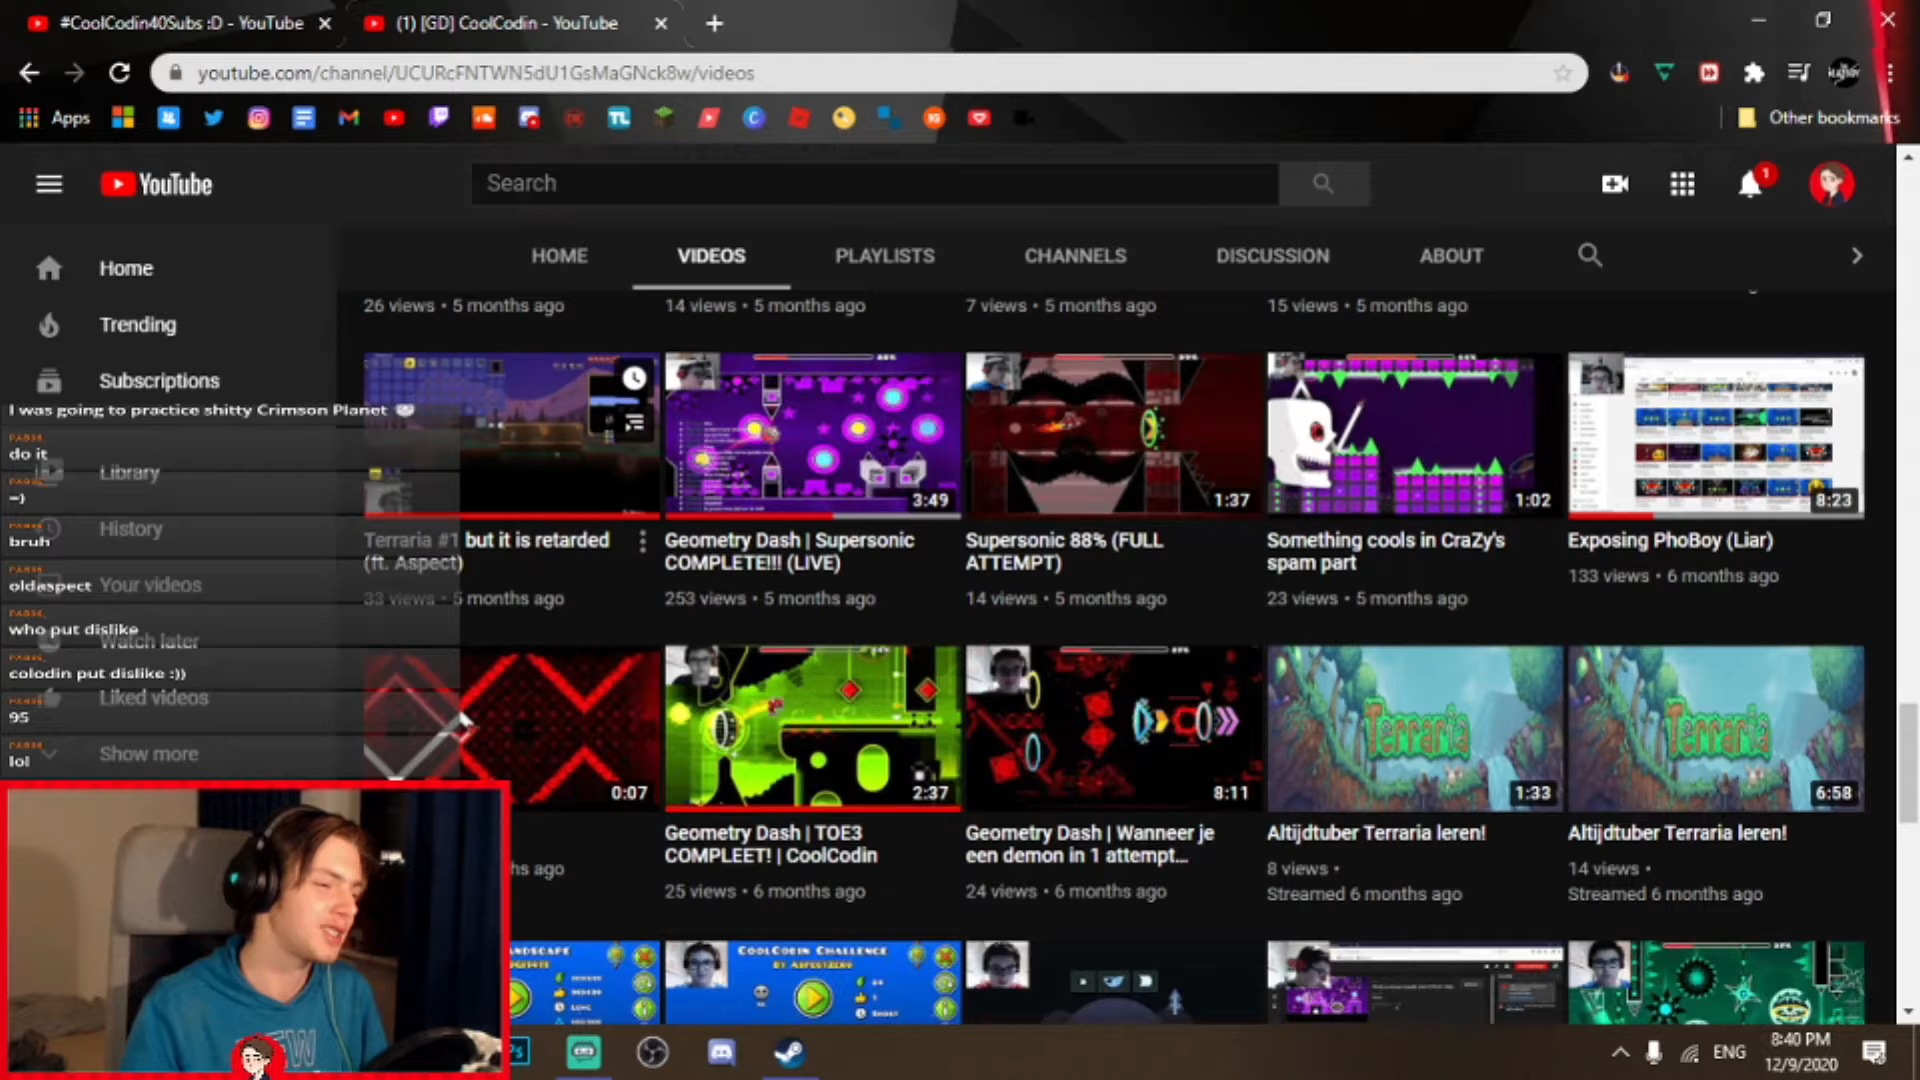 #CoolCodin40Subs :D - YouTube
(1) [GD] CoolCodin - YouTube
youtube.com/channel/UCURcFNTWN5dU1GsMaGNck8w/videos
Apps
Other bookmarks
YouTube
Search
1
HOME
VIDEOS
PLAYLISTS
CHANNELS
DISCUSSION
ABOUT
Home
Trending
Subscriptions
Library
History
Your videos
Watch later
Liked videos
Show more
I was going to practice shitty Crimson Planet
do it
=)
bruh
oldaspect
who put dislike
colodin put dislike :))
95
lol
26 views • 5 months ago
14 views • 5 months ago
7 views • 5 months ago
15 views • 5 months ago
3:49
1:37
1:02
8:23
Terraria #1 but it is retarded
(ft. Aspect)
33 views • 5 months ago
Geometry Dash | Supersonic
COMPLETE!!! (LIVE)
253 views • 5 months ago
Supersonic 88% (FULL
ATTEMPT)
14 views • 5 months ago
Something cools in CraZy's
spam part
23 views • 5 months ago
Exposing PhoBoy (Liar)
133 views • 6 months ago
0:07
2:37
8:11
Terraria
1:33
Terraria
6:58
hs ago
Geometry Dash | TOE3
COMPLEET! | CoolCodin
25 views • 6 months ago
Geometry Dash | Wanneer je
een demon in 1 attempt...
24 views • 6 months ago
Altijdtuber Terraria leren!
8 views •
Streamed 6 months ago
Altijdtuber Terraria leren!
14 views •
Streamed 6 months ago
NDSCAPE
COOLCODIN CHALLENGE
ENG
8:40 PM
12/9/2020